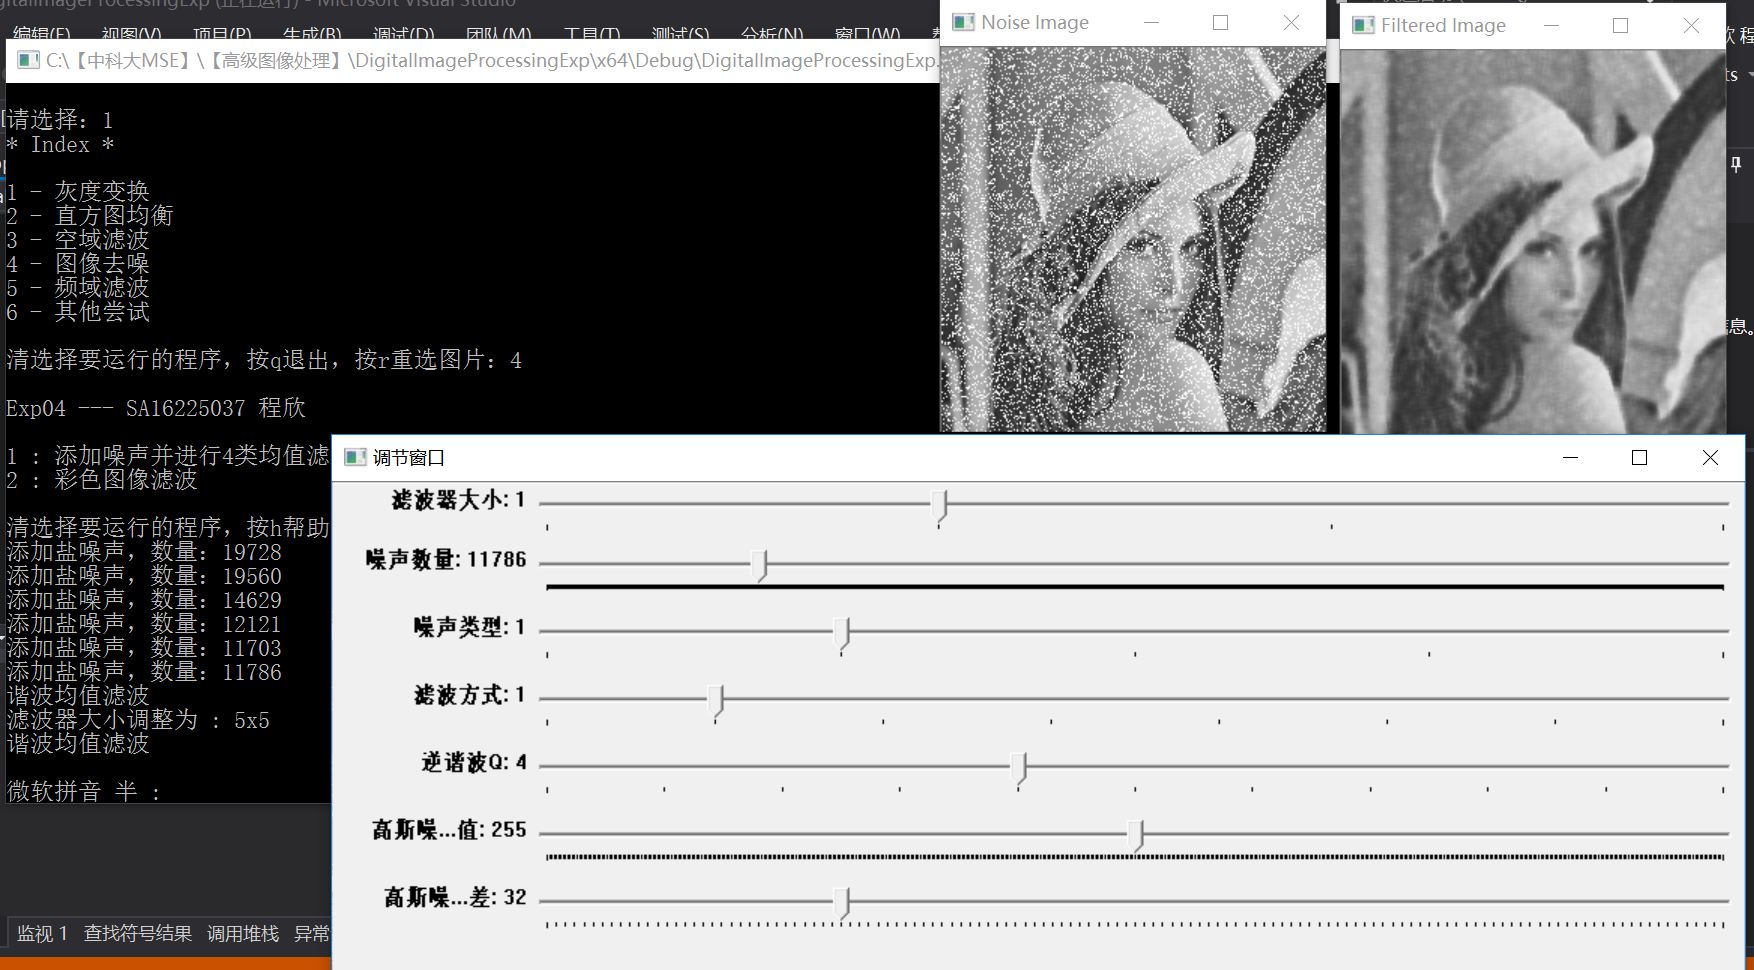 gitalImageProcessingExp (正在运行) - Microsoft Visual Studio
编辑(E) 视图(V) 项目(P) 生成(B) 调试(D) 团队(M) 工具(T) 测试(S) 分析(N) 窗口(W)
C:\【中科大MSE】\【高级图像处理】\DigitalImageProcessingExp\x64\Debug\DigitalImageProcessingExp.
Noise Image
Filtered Image
请选择: 1
* Index *
1 - 灰度变换
2 - 直方图均衡
3 - 空域滤波
4 - 图像去噪
5 - 频域滤波
6 - 其他尝试
清选择要运行的程序，按q退出，按r重选图片: 4
Exp04 --- SA16225037 程欣
1 : 添加噪声并进行4类均值滤
2 : 彩色图像滤波
清选择要运行的程序，按h帮助
添加盐噪声，数量: 19728
添加盐噪声，数量: 19560
添加盐噪声，数量: 14629
添加盐噪声，数量: 12121
添加盐噪声，数量: 11703
添加盐噪声，数量: 11786
谐波均值滤波
滤波器大小调整为 : 5x5
谐波均值滤波
微软拼音 半 :
调节窗口
滤波器大小: 1
噪声数量: 11786
噪声类型: 1
滤波方式: 1
逆谐波Q: 4
高斯噪...值: 255
高斯噪...差: 32
监视 1 查找符号结果 调用堆栈 异常
息。